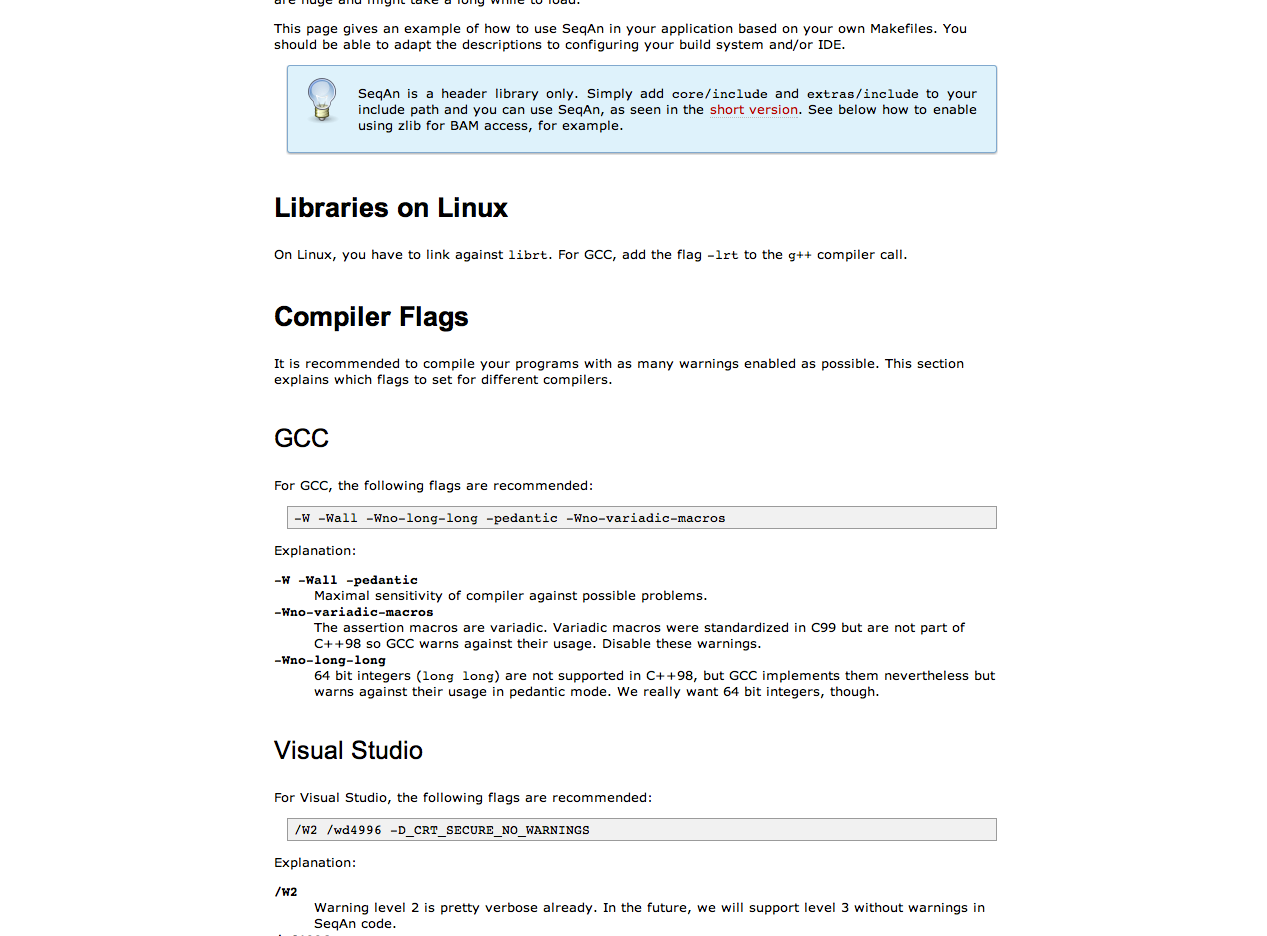 are huge and might take a long while to load.
This page gives an example of how to use SeqAn in your application based on your own Makefiles. You
should be able to adapt the descriptions to configuring your build system and/or IDE.
SeqAn is a header library only. Simply add core/include and extras/include to your
include path and you can use SeqAn, as seen in the short version. See below how to enable
using zlib for BAM access, for example.
Libraries on Linux
On Linux, you have to link against librt. For GCC, add the flag -lrt to the g++ compiler call.
Compiler Flags
It is recommended to compile your programs with as many warnings enabled as possible. This section
explains which flags to set for different compilers.
GCC
For GCC, the following flags are recommended:
-W -Wall -Wno-long-long -pedantic -Wno-variadic-macros
Explanation:
-W -Wall -pedantic
Maximal sensitivity of compiler against possible problems.
-Wno-variadic-macros
The assertion macros are variadic. Variadic macros were standardized in C99 but are not part of
C++98 so GCC warns against their usage. Disable these warnings.
-Wno-long-long
64 bit integers (long long) are not supported in C++98, but GCC implements them nevertheless but
warns against their usage in pedantic mode. We really want 64 bit integers, though.
Visual Studio
For Visual Studio, the following flags are recommended:
/W2 /wd4996 -D_CRT_SECURE_NO_WARNINGS
Explanation:
/W2
Warning level 2 is pretty verbose already. In the future, we will support level 3 without warnings in
SeqAn code.